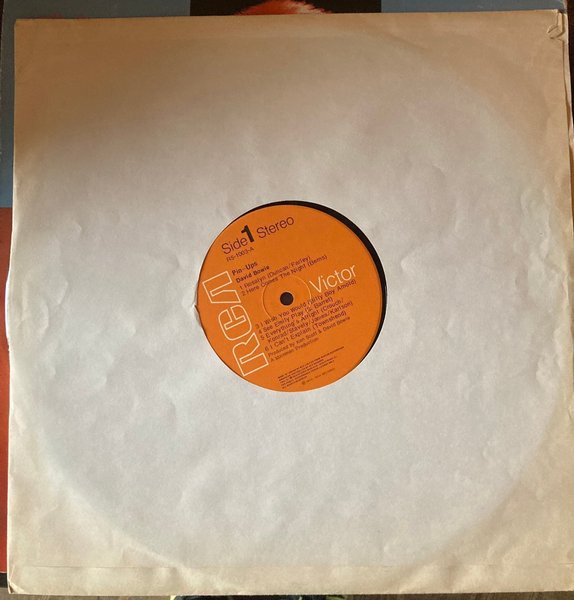 Side 1 Stereo
RS-1003-A
Pin-Ups
David Bowie
1 Rosalyn (Duncan/Farley)
2 Here Comes The Night (Berns)
RCA Victor
3 I Wish You Would (Billy Boy Arnold)
4 See Emily Play (S. Barret)
5 Everything's Alright (Crouch/
Konrad/Stavely/James/Karlson)
6 I Can't Explain (Townshend)
Produced by Ken Scott & David Bowie
A Mainman Production